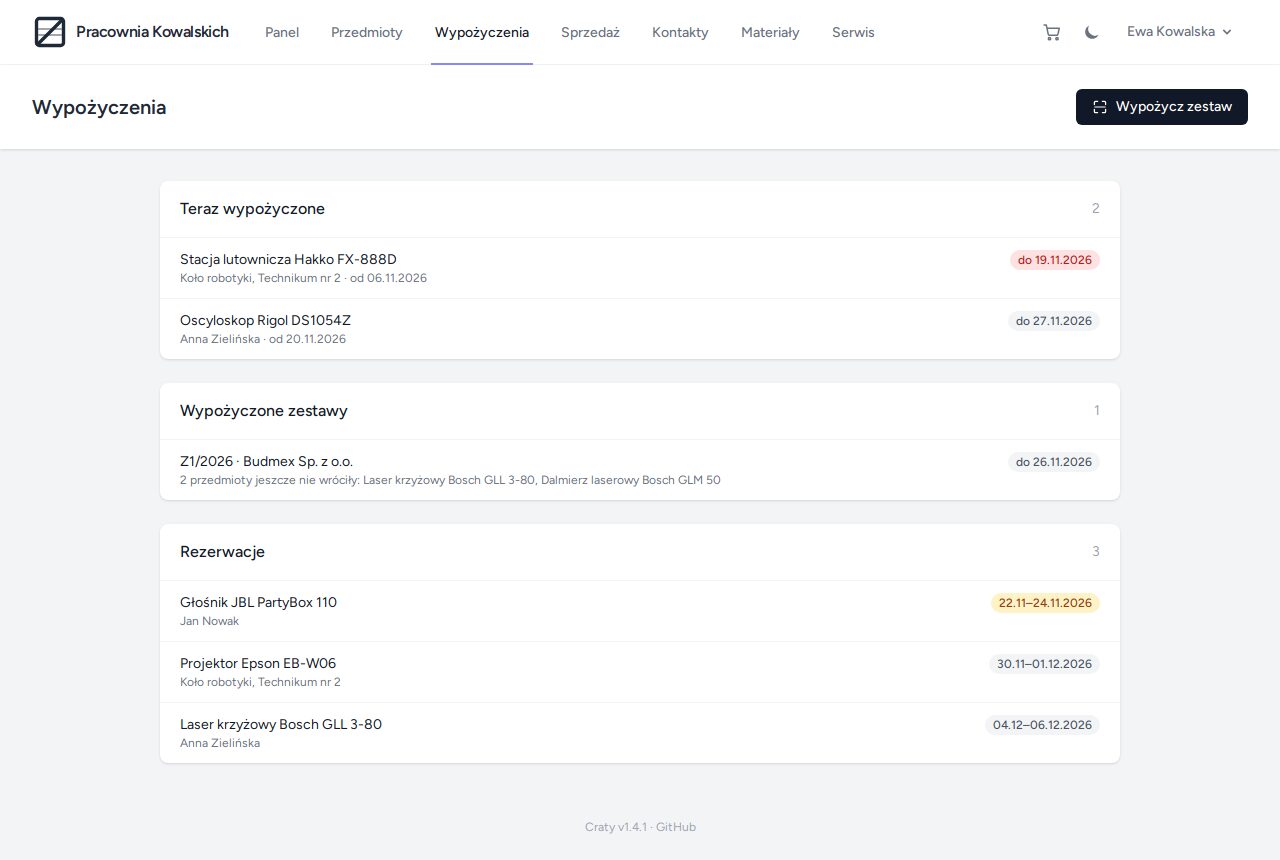 Pracownia Kowalskich
Panel
Przedmioty
Wypożyczenia
Sprzedaż
Kontakty
Materiały
Serwis
Ewa Kowalska
Wypożyczenia
Wypożycz zestaw
Teraz wypożyczone
2
Stacja lutownicza Hakko FX-888D
do 19.11.2026
Koło robotyki, Technikum nr 2 · od 06.11.2026
Oscyloskop Rigol DS1054Z
do 27.11.2026
Anna Zielińska · od 20.11.2026
Wypożyczone zestawy
1
Z1/2026 · Budmex Sp. z o.o.
do 26.11.2026
2 przedmioty jeszcze nie wróciły: Laser krzyżowy Bosch GLL 3-80, Dalmierz laserowy Bosch GLM 50
Rezerwacje
3
Głośnik JBL PartyBox 110
22.11–24.11.2026
Jan Nowak
Projektor Epson EB-W06
30.11–01.12.2026
Koło robotyki, Technikum nr 2
Laser krzyżowy Bosch GLL 3-80
04.12–06.12.2026
Anna Zielińska
Craty v1.4.1 · GitHub